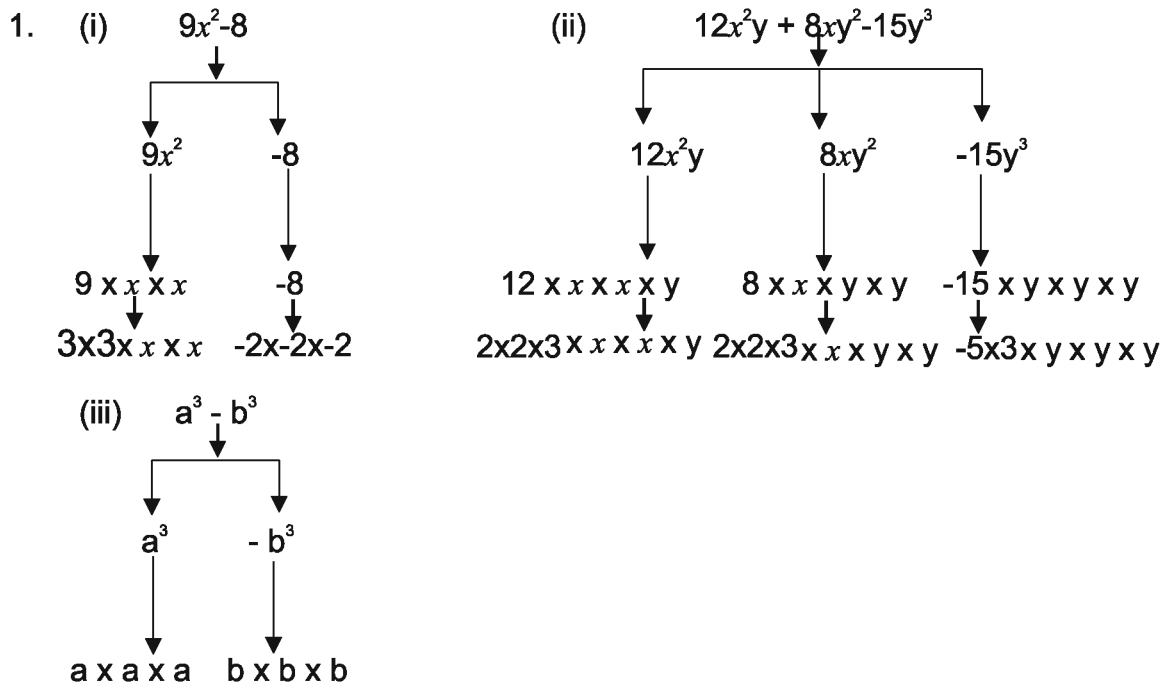 1. (i) 9x²-8 (ii) 12x²y + 8xy²-15y³
9x² -8 12x²y 8xy² -15y³
9 x x x x -8 12 x x x x x y 8 x x x y x y -15 x y x y x y
3x3x x x x -2x-2x-2 2x2x3 x x x x x y 2x2x3 x x x y x y -5x3 x y x y x y
(iii) a³ - b³
a³ - b³
a x a x a b x b x b